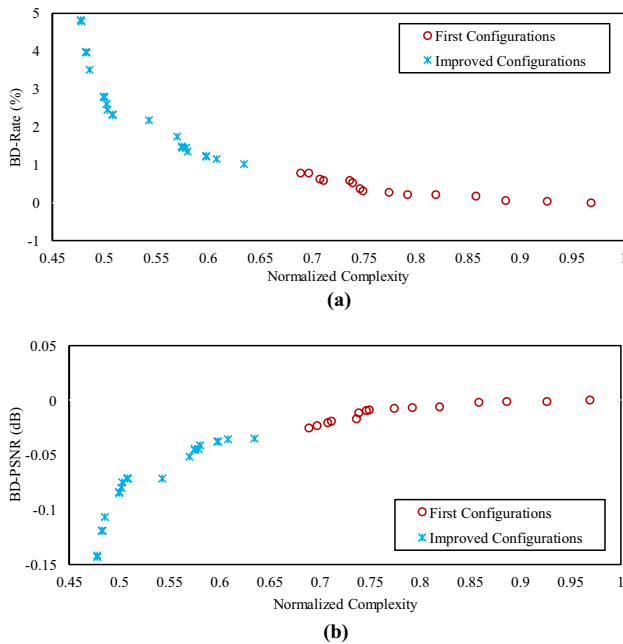 5
4
3
2
1
0
-1
BD-Rate (%)
First Configurations
Improved Configurations
0.45 0.5 0.55 0.6 0.65 0.7 0.75 0.8 0.85 0.9 0.95 1
Normalized Complexity
(a)
0.05
0
-0.05
-0.1
-0.15
BD-PSNR (dB)
First Configurations
Improved Configurations
0.45 0.5 0.55 0.6 0.65 0.7 0.75 0.8 0.85 0.9 0.95 1
Normalized Complexity
(b)